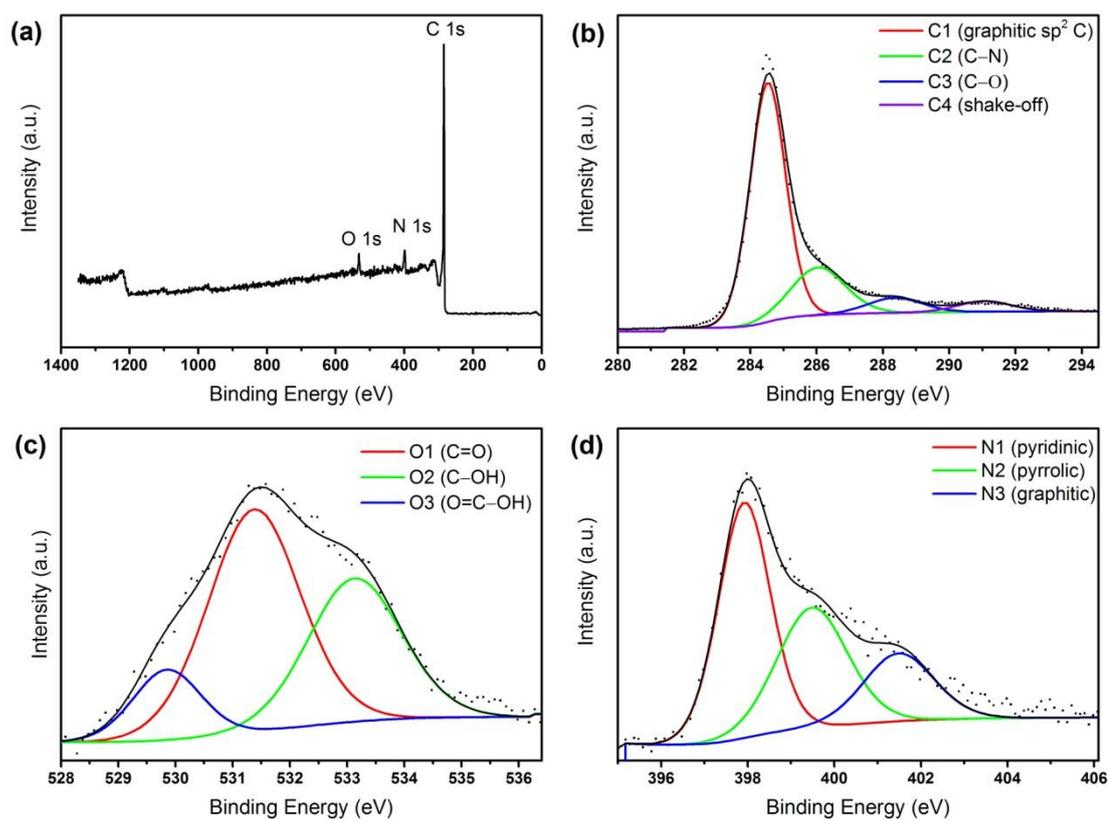 (a)
C 1s
O 1s
N 1s
Intensity (a.u.)
1400 1200 1000 800 600 400 200 0
Binding Energy (eV)
(b)
C1 (graphitic sp² C)
C2 (C−N)
C3 (C−O)
C4 (shake-off)
Intensity (a.u.)
280 282 284 286 288 290 292 294
Binding Energy (eV)
(c)
O1 (C=O)
O2 (C−OH)
O3 (O=C−OH)
Intensity (a.u.)
528 529 530 531 532 533 534 535 536
Binding Energy (eV)
(d)
N1 (pyridinic)
N2 (pyrrolic)
N3 (graphitic)
Intensity (a.u.)
396 398 400 402 404 406
Binding Energy (eV)